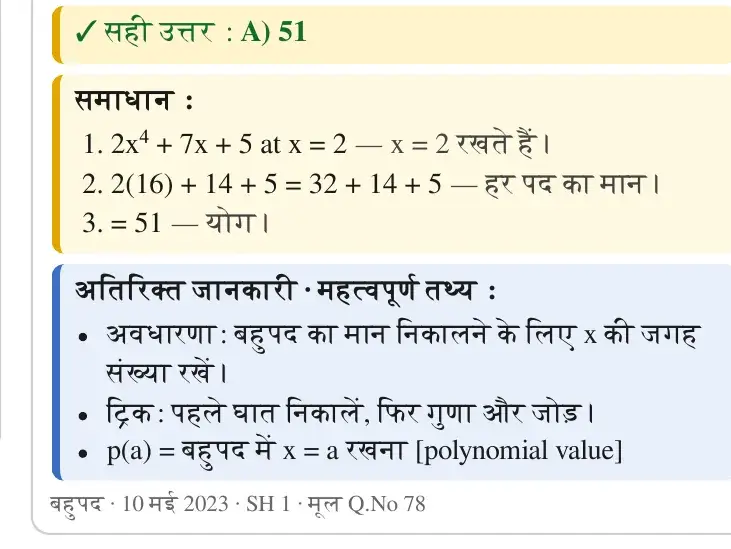 ✓ सही उत्तर : A) 51
समाधान :
1. 2x⁴ + 7x + 5 at x = 2 — x = 2 रखते हैं।
2. 2(16) + 14 + 5 = 32 + 14 + 5 — हर पद का मान।
3. = 51 — योग।
अतिरिक्त जानकारी · महत्वपूर्ण तथ्य :
• अवधारणा : बहुपद का मान निकालने के लिए x की जगह
संख्या रखें।
• ट्रिक : पहले घात निकालें, फिर गुणा और जोड़।
• p(a) = बहुपद में x = a रखना [polynomial value]
बहुपद · 10 मई 2023 · SH 1 · मूल Q.No 78